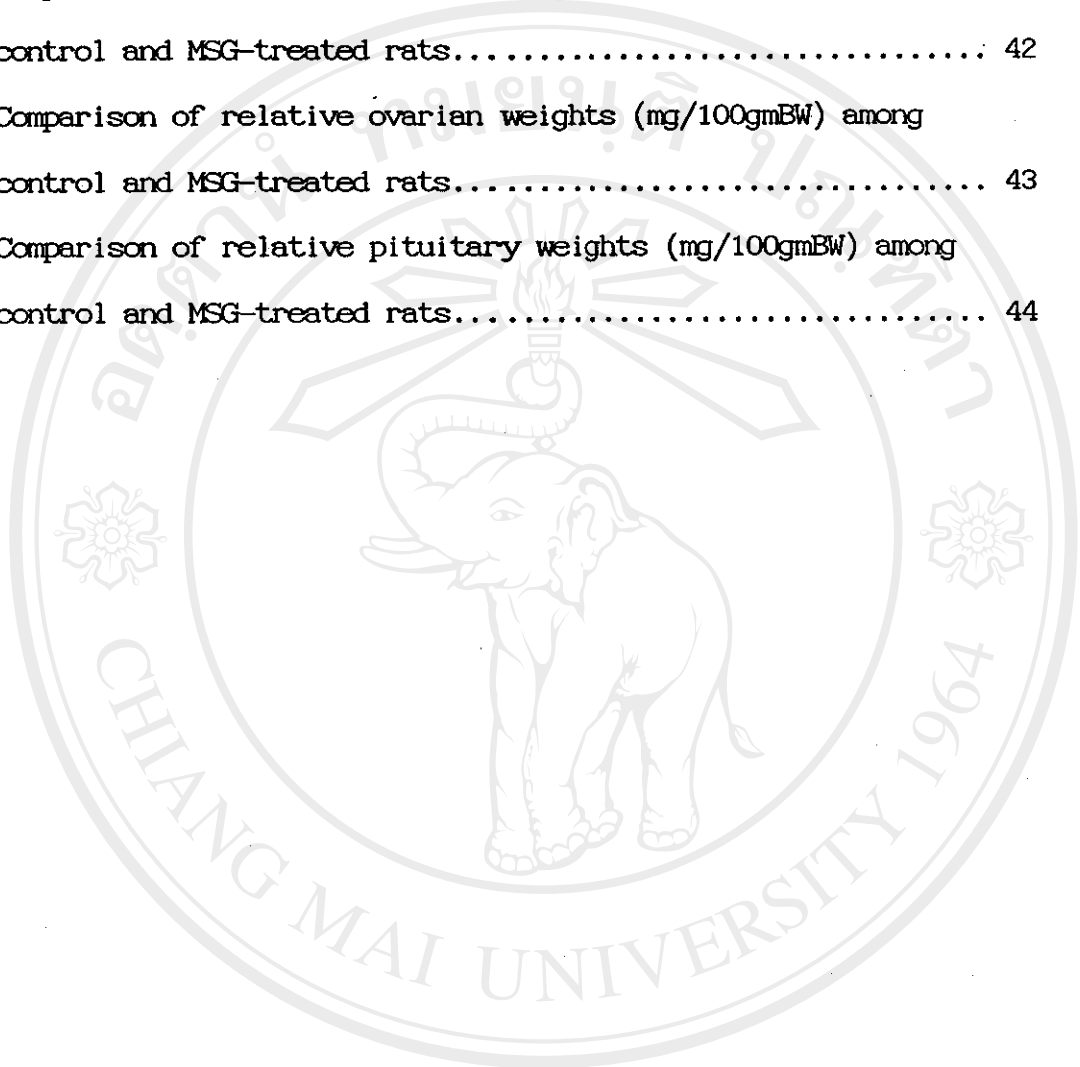 control and MSG-treated rats................................ 42
Comparison of relative ovarian weights (mg/100gmBW) among
control and MSG-treated rats................................ 43
Comparison of relative pituitary weights (mg/100gmBW) among
control and MSG-treated rats................................ 44
CHIANG MAI UNIVERSITY 1964